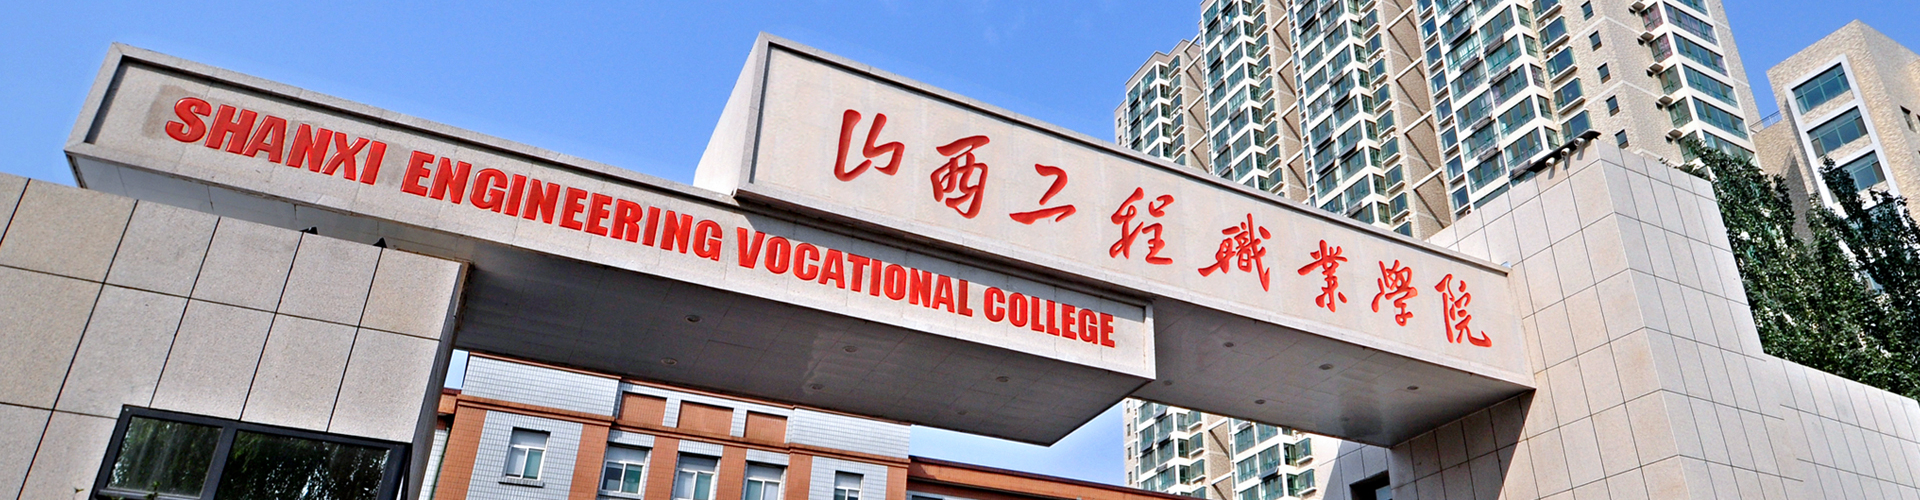 SHANXI ENGINEERING VOCATIONAL COLLEGE
山西工程職業學院